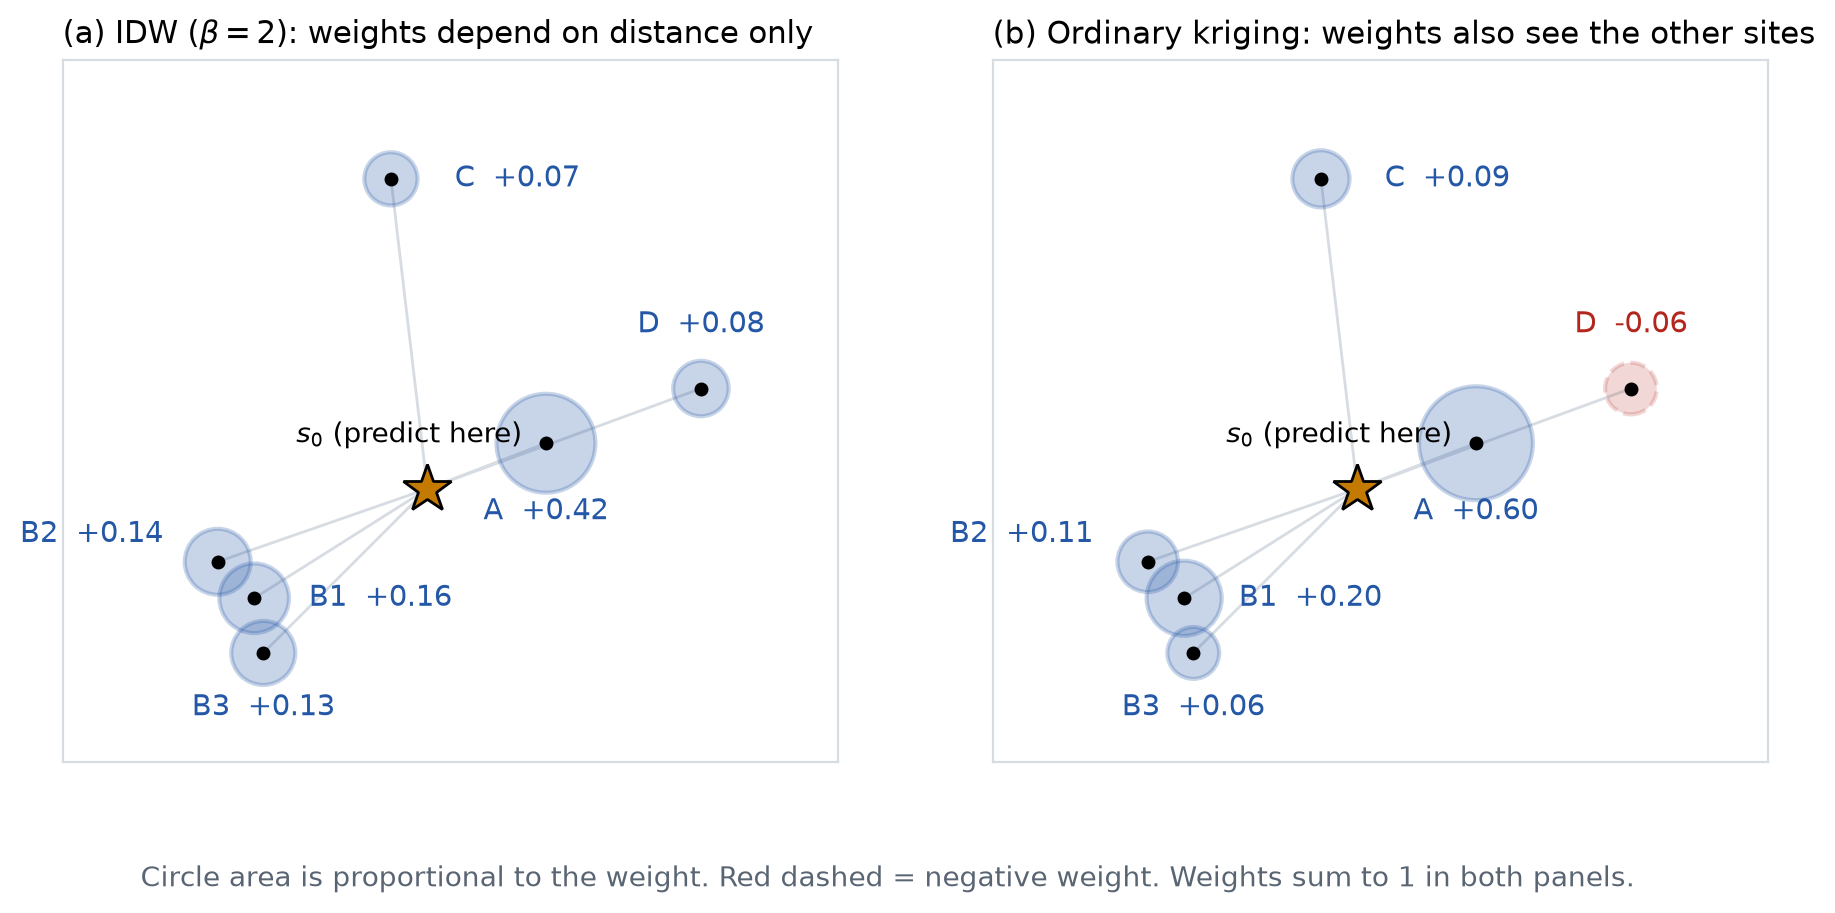 (a) IDW (β = 2): weights depend on distance only
C +0.07
D +0.08
s₀ (predict here)
A +0.42
B2 +0.14
B1 +0.16
B3 +0.13
(b) Ordinary kriging: weights also see the other sites
C +0.09
D -0.06
s₀ (predict here)
A +0.60
B2 +0.11
B1 +0.20
B3 +0.06
Circle area is proportional to the weight. Red dashed = negative weight. Weights sum to 1 in both panels.